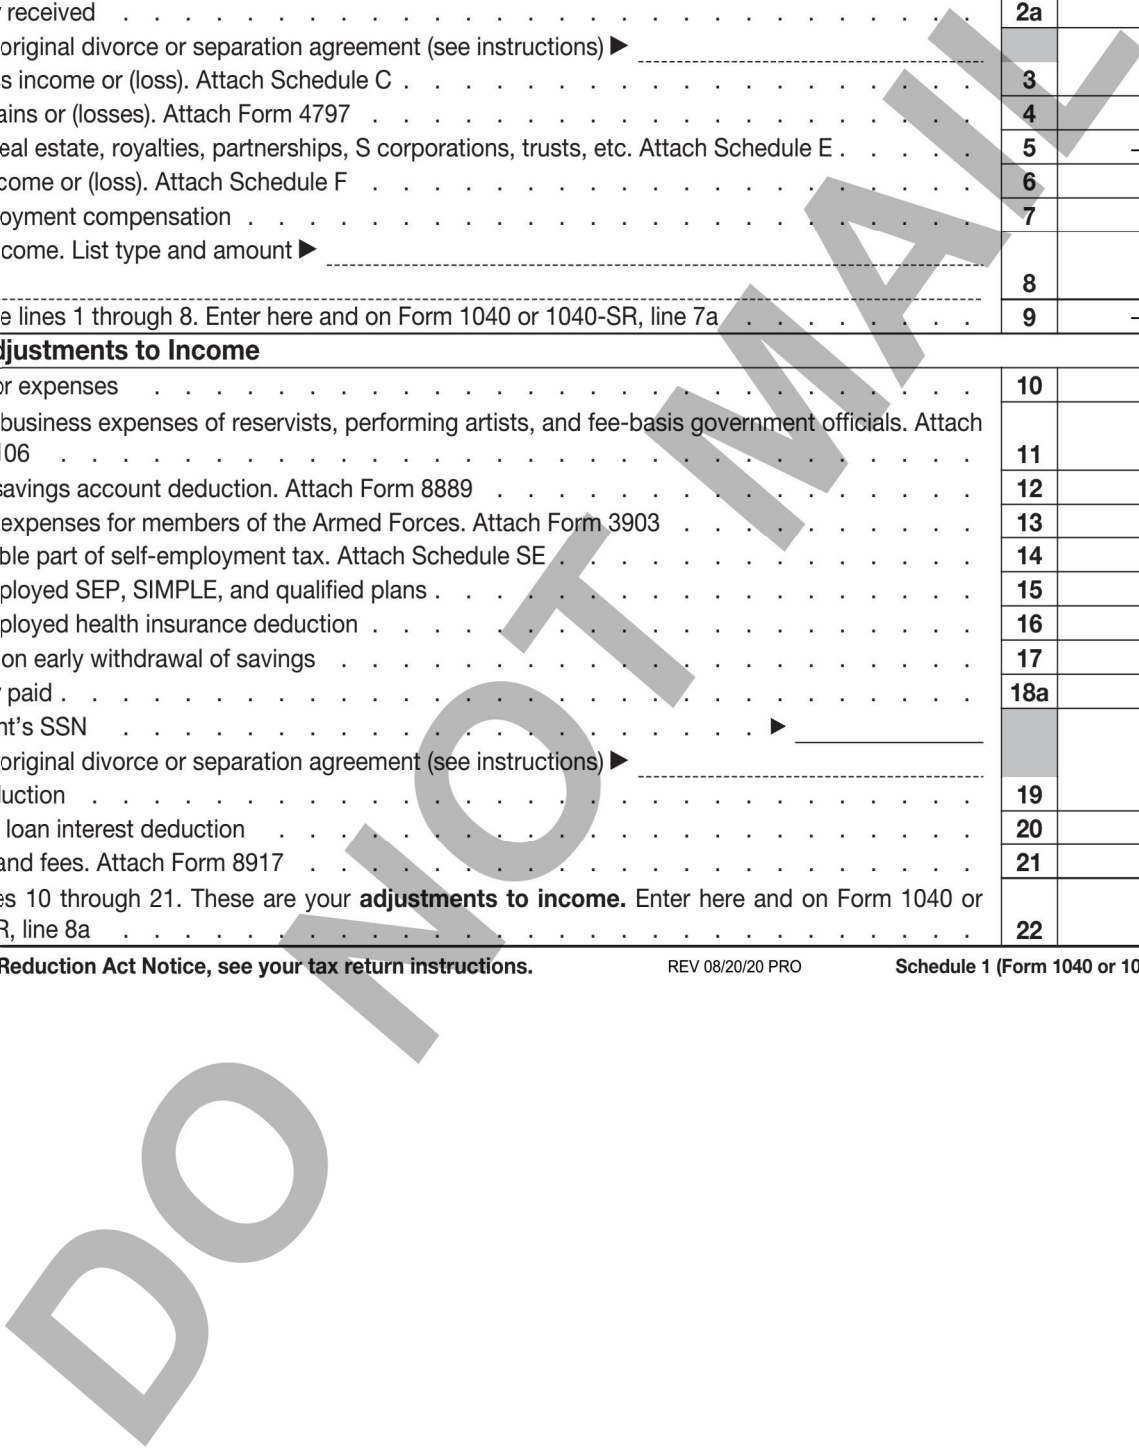 received 2a
original divorce or separation agreement (see instructions) ▶
s income or (loss). Attach Schedule C 3
ains or (losses). Attach Form 4797 4
eal estate, royalties, partnerships, S corporations, trusts, etc. Attach Schedule E 5
come or (loss). Attach Schedule F 6
oyment compensation 7
come. List type and amount ▶
8
e lines 1 through 8. Enter here and on Form 1040 or 1040-SR, line 7a 9
djustments to Income
or expenses 10
business expenses of reservists, performing artists, and fee-basis government officials. Attach
106 11
savings account deduction. Attach Form 8889 12
expenses for members of the Armed Forces. Attach Form 3903 13
ble part of self-employment tax. Attach Schedule SE 14
ployed SEP, SIMPLE, and qualified plans 15
ployed health insurance deduction 16
on early withdrawal of savings 17
paid 18a
nt's SSN ▶
original divorce or separation agreement (see instructions) ▶
duction 19
loan interest deduction 20
and fees. Attach Form 8917 21
es 10 through 21. These are your adjustments to income. Enter here and on Form 1040 or
R, line 8a 22
Reduction Act Notice, see your tax return instructions. REV 08/20/20 PRO Schedule 1 (Form 1040 or 10
DO NOT MAIL